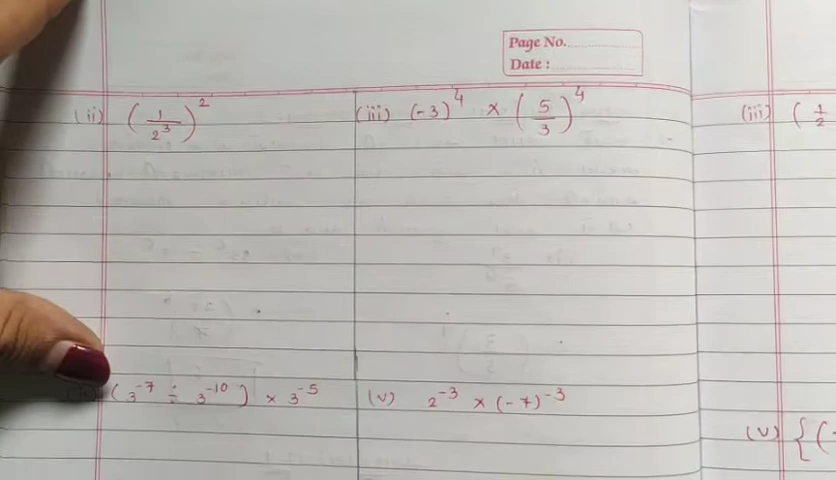 Page No.
Date :
(ii) (1/2³)²
(iii) (-3)⁴ × (5/3)⁴
(iii) (1/2
(3⁻⁷ ÷ 3⁻¹⁰) × 3⁻⁵
(v) 2⁻³ × (-7)⁻³
(v) {(-